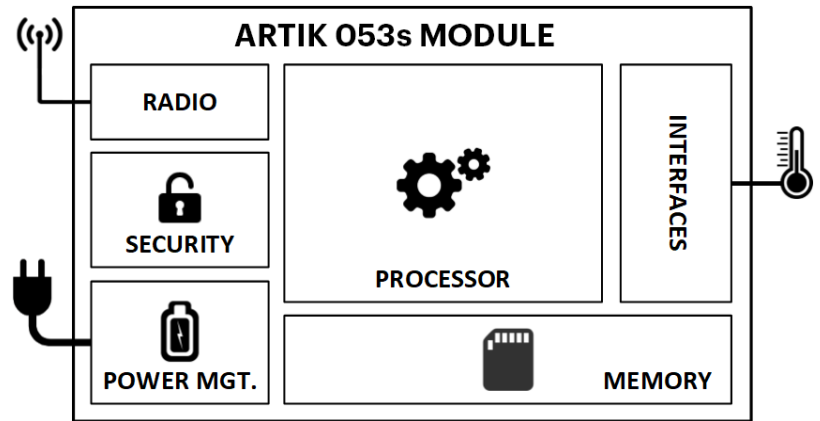 ARTIK 053s MODULE
RADIO
SECURITY
POWER MGT.
PROCESSOR
INTERFACES
MEMORY